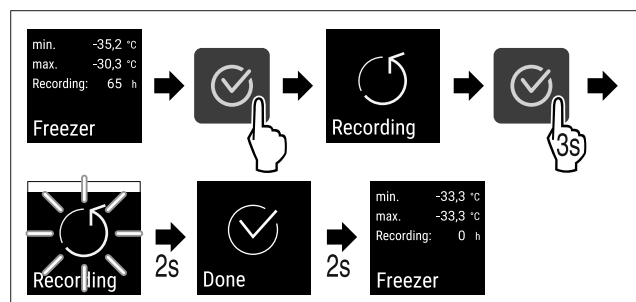 min. -35,2 °C
max. -30,3 °C
Recording: 65 h
Freezer
Recording
3s
Recording
2s
Done
2s
min. -33,3 °C
max. -33,3 °C
Recording: 0 h
Freezer